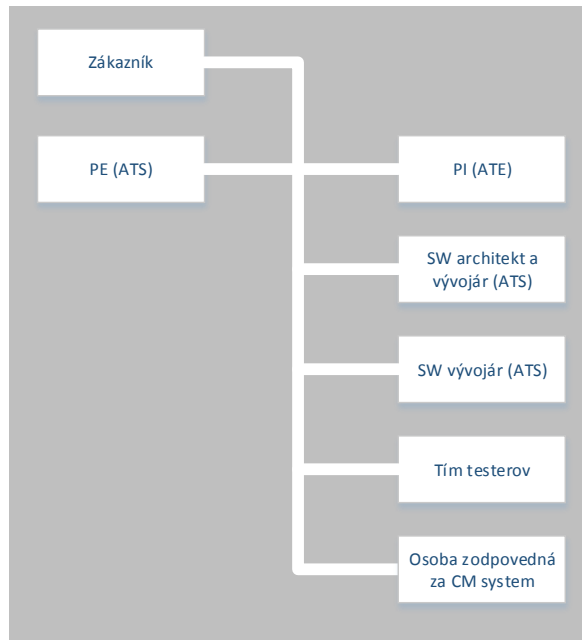 Zákazník
PE (ATS)
PI (ATE)
SW architekt a
vývojár (ATS)
SW vývojár (ATS)
Tím testerov
Osoba zodpovedná
za CM system